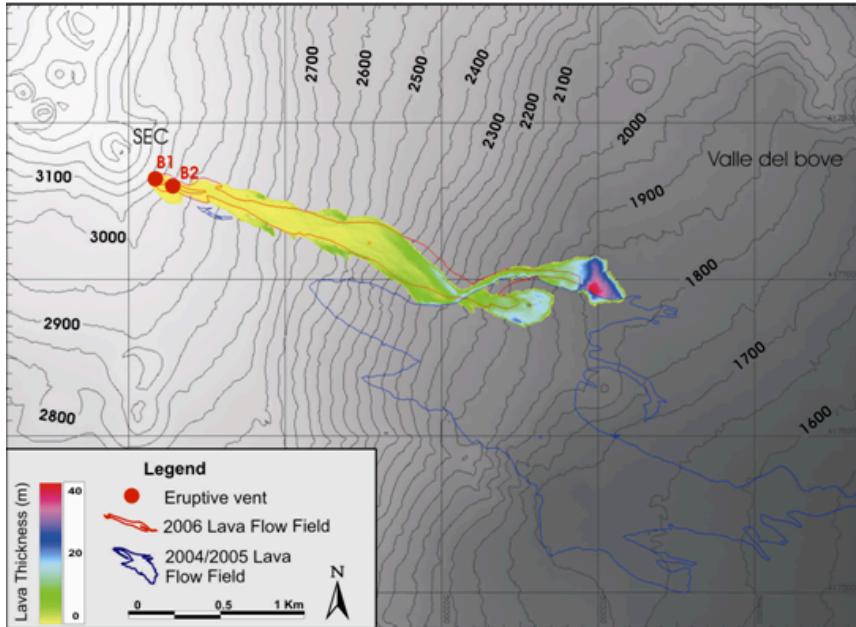 2700
2600
2500
2400
2300
2200
2100
2000
1900
1800
1700
1600
SEC
B1
B2
Valle del bove
3100
3000
2900
2800
Legend
Eruptive vent
2006 Lava Flow Field
2004/2005 Lava
Flow Field
Lava Thickness (m)
40
20
0
0 0.5 1 Km
N